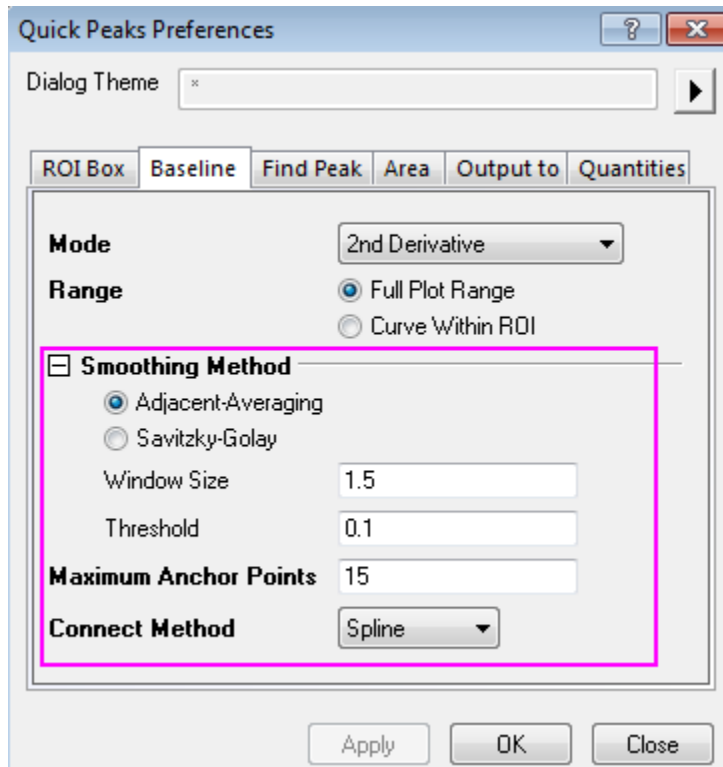 Quick Peaks Preferences
Dialog Theme *
ROI Box Baseline Find Peak Area Output to Quantities
Mode 2nd Derivative
Range Full Plot Range
Curve Within ROI
Smoothing Method
Adjacent-Averaging
Savitzky-Golay
Window Size 1.5
Threshold 0.1
Maximum Anchor Points 15
Connect Method Spline
Apply OK Close